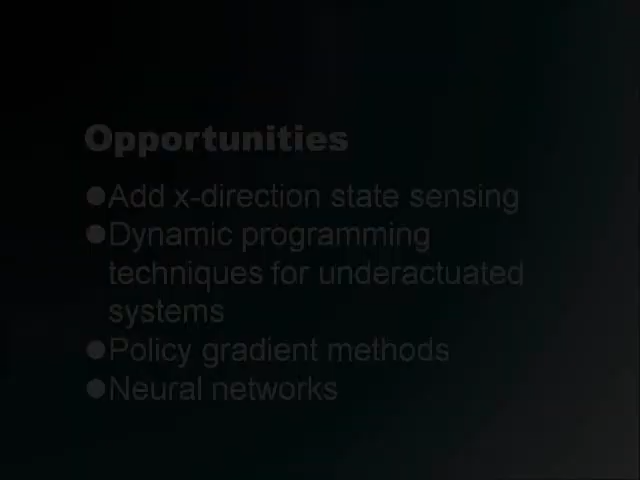 Opportunities
●Add x-direction state sensing
●Dynamic programming
techniques for underactuated
systems
●Policy gradient methods
●Neural networks